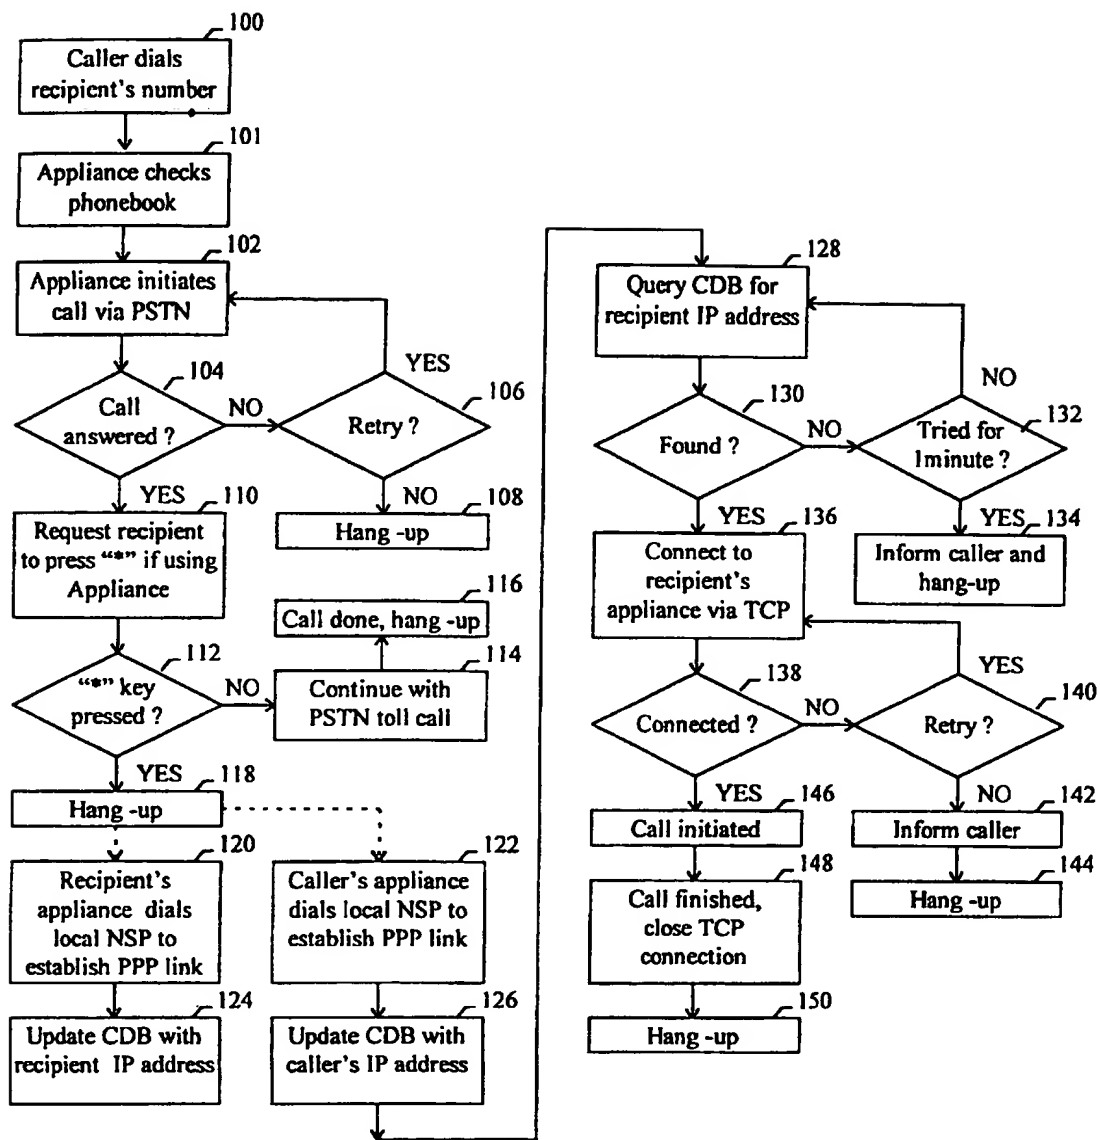 100
Caller dials
recipient's number
101
Appliance checks
phonebook
102
Appliance initiates
call via PSTN
104
Call
answered ?
NO
YES
YES
106
Retry ?
NO
108
Hang -up
110
Request recipient
to press "*" if using
Appliance
112
"*" key
pressed ?
NO
YES
114
Continue with
PSTN toll call
116
Call done, hang -up
118
Hang -up
120
Recipient's
appliance dials
local NSP to
establish PPP link
122
Caller's appliance
dials local NSP to
establish PPP link
124
Update CDB with
recipient IP address
126
Update CDB with
caller's IP address
128
Query CDB for
recipient IP address
130
Found ?
NO
YES
NO
132
Tried for
1minute ?
YES
134
Inform caller and
hang-up
136
Connect to
recipient's
appliance via TCP
138
Connected ?
NO
YES
YES
140
Retry ?
NO
142
Inform caller
144
Hang -up
146
Call initiated
148
Call finished,
close TCP
connection
150
Hang -up